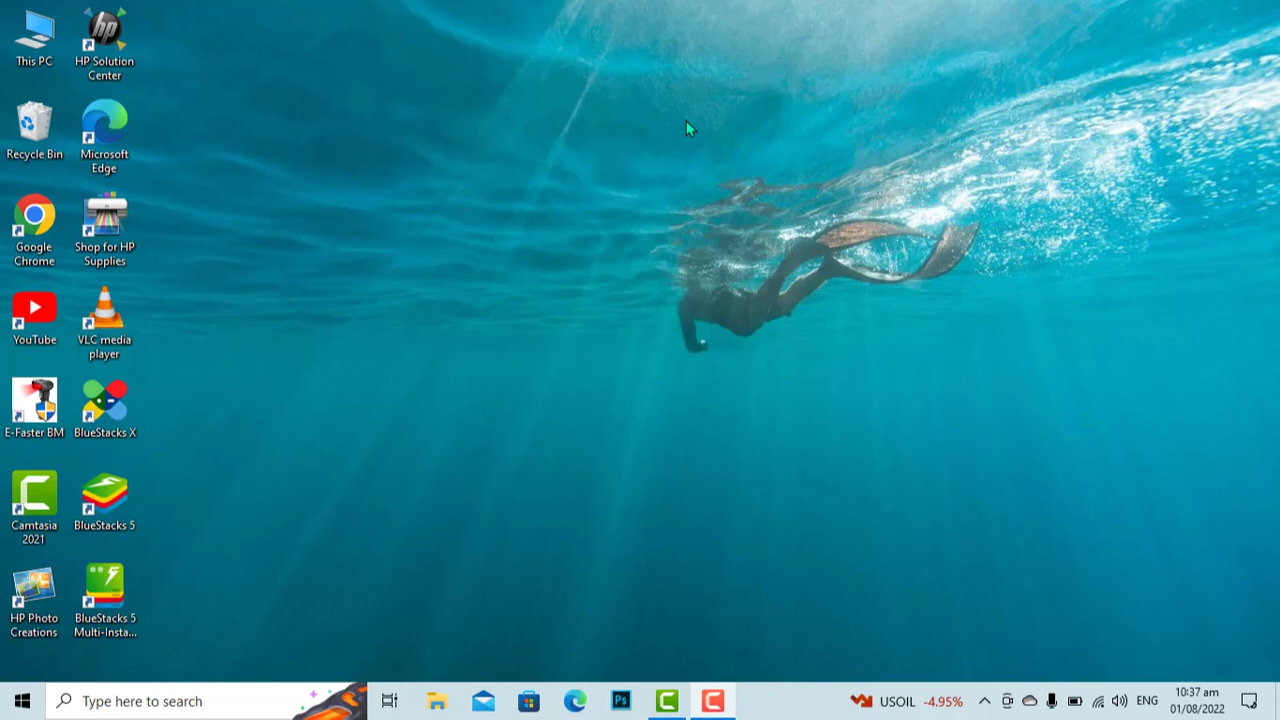 This PC
HP Solution
Center
Recycle Bin
Microsoft
Edge
Google
Chrome
Shop for HP
Supplies
YouTube
VLC media
player
E-Faster BM
BlueStacks X
Camtasia
2021
BlueStacks 5
HP Photo
Creations
BlueStacks 5
Multi-Insta...
Type here to search
Ps
USOIL -4.95%
ENG
10:37 am
01/08/2022